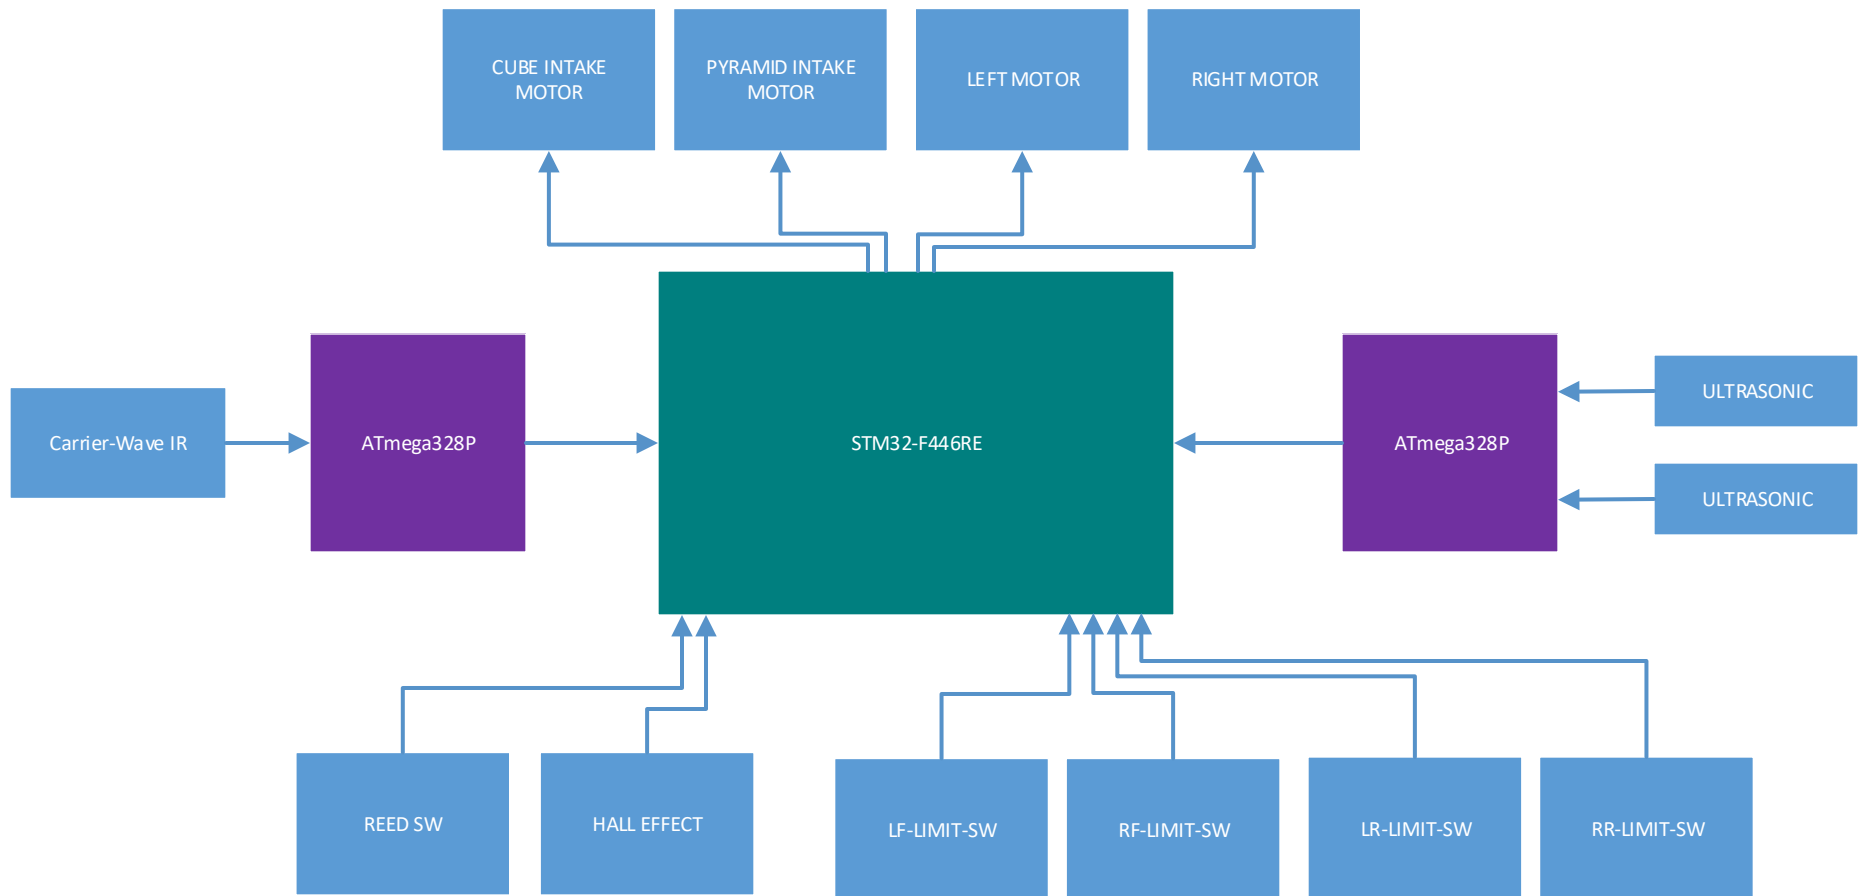 CUBE INTAKE
MOTOR
PYRAMID INTAKE
MOTOR
LEFT MOTOR
RIGHT MOTOR
Carrier-Wave IR
ATmega328P
STM32-F446RE
ATmega328P
ULTRASONIC
ULTRASONIC
REED SW
HALL EFFECT
LF-LIMIT-SW
RF-LIMIT-SW
LR-LIMIT-SW
RR-LIMIT-SW